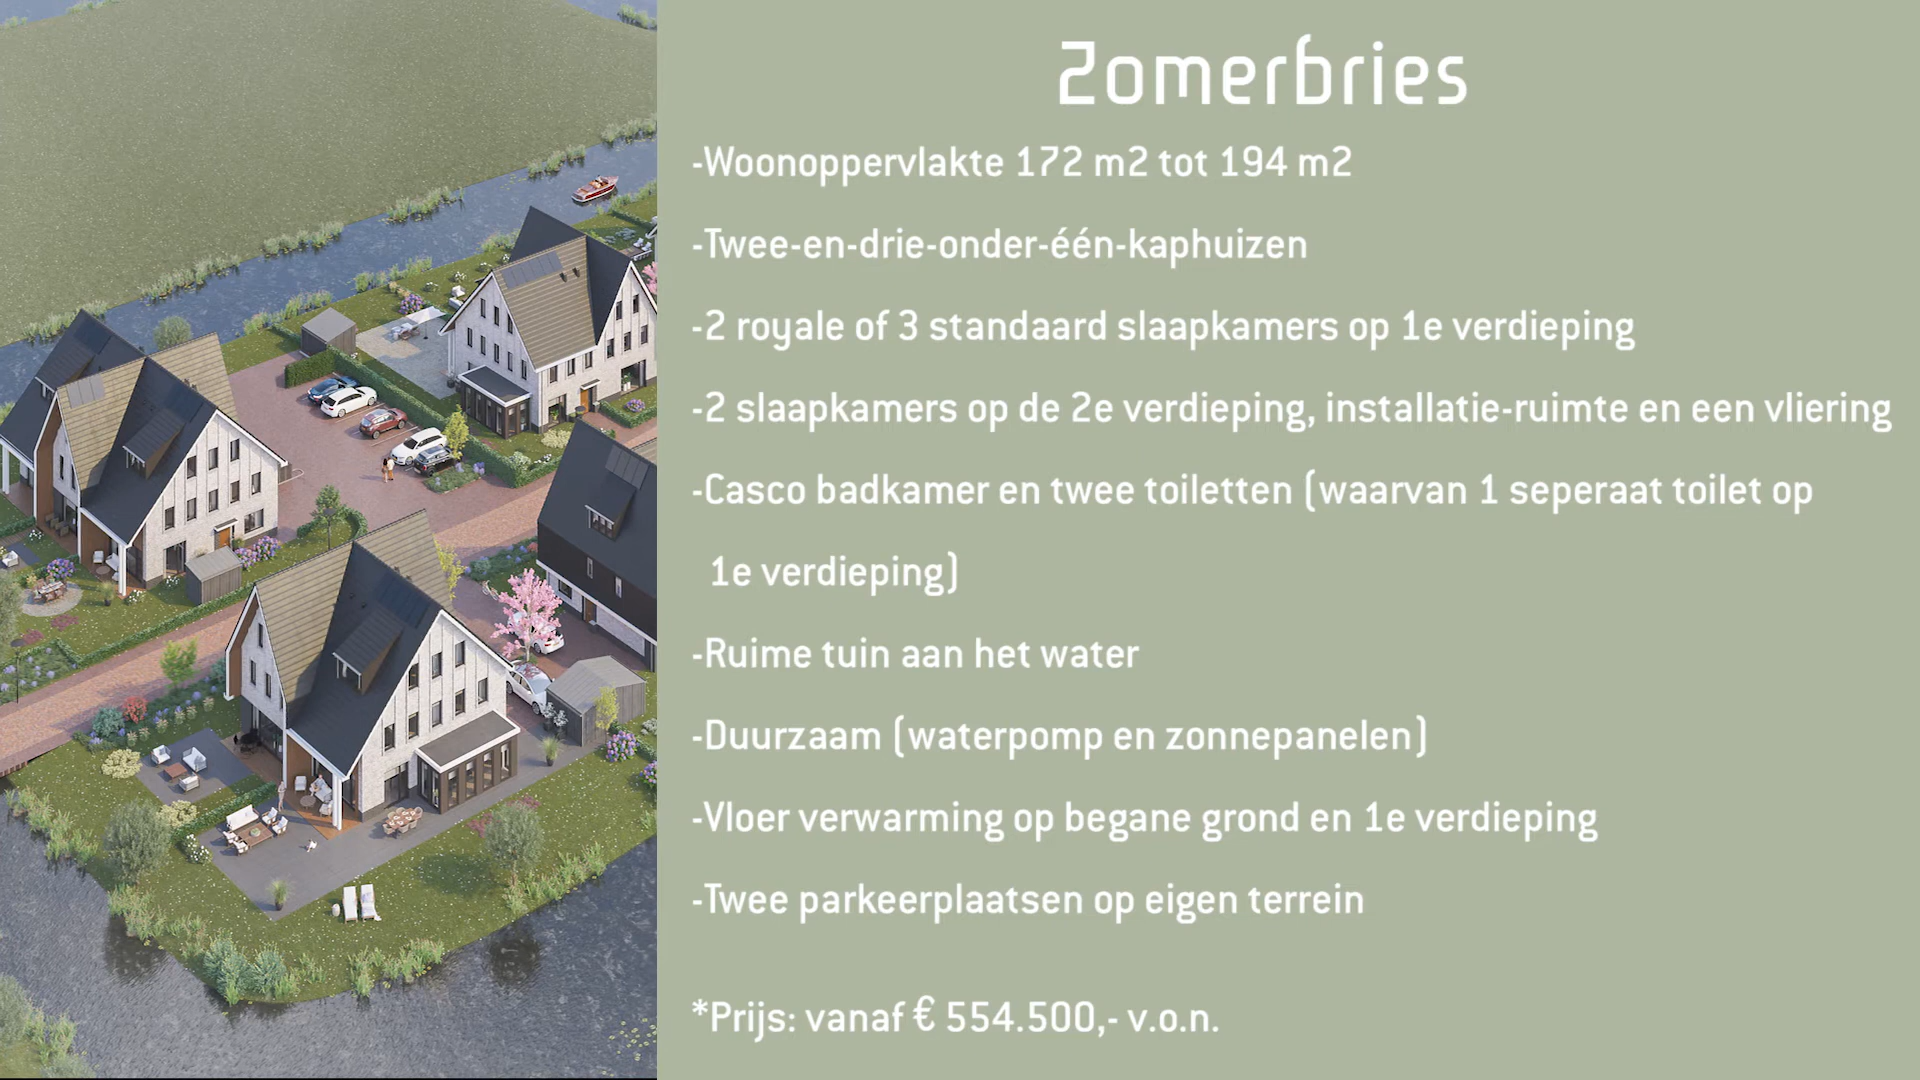 Zomerbries
-Woonoppervlakte 172 m2 tot 194 m2
-Twee-en-drie-onder-één-kaphuizen
-2 royale of 3 standaard slaapkamers op 1e verdieping
-2 slaapkamers op de 2e verdieping, installatie-ruimte en een vliering
-Casco badkamer en twee toiletten (waarvan 1 seperaat toilet op
1e verdieping)
-Ruime tuin aan het water
-Duurzaam (waterpomp en zonnepanelen)
-Vloer verwarming op begane grond en 1e verdieping
-Twee parkeerplaatsen op eigen terrein
*Prijs: vanaf € 554.500,- v.o.n.